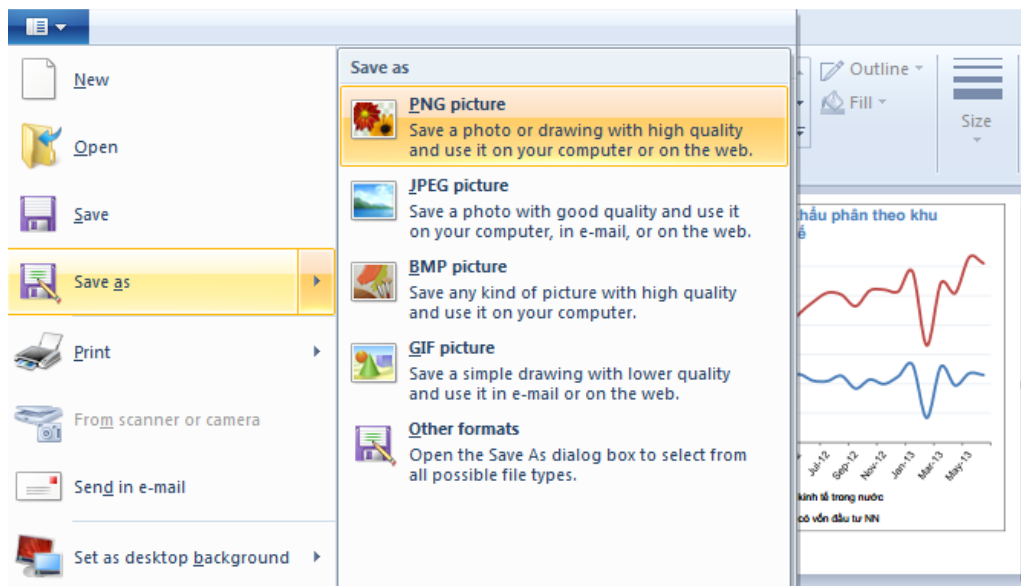 New
Open
Save
Save as
Print
From scanner or camera
Send in e-mail
Set as desktop background
Save as
PNG picture
Save a photo or drawing with high quality
and use it on your computer or on the web.
JPEG picture
Save a photo with good quality and use it
on your computer, in e-mail, or on the web.
BMP picture
Save any kind of picture with high quality
and use it on your computer.
GIF picture
Save a simple drawing with lower quality
and use it in e-mail or on the web.
Other formats
Open the Save As dialog box to select from
all possible file types.
Outline
Fill
Size
khẩu phân theo khu
Jul-12
Sep-12
Nov-12
Jan-13
Mar-13
May-13
kinh tế trong nước
có vốn đầu tư NN